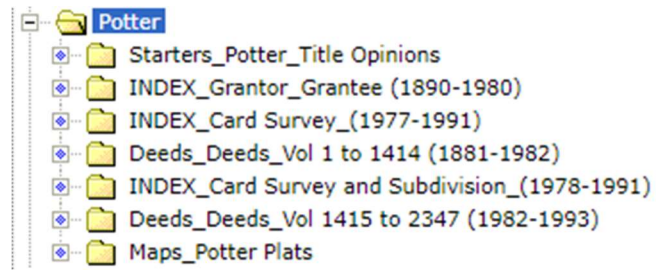 Potter
Starters_Potter_Title Opinions
INDEX_Grantor_Grantee (1890-1980)
INDEX_Card Survey_(1977-1991)
Deeds_Deeds_Vol 1 to 1414 (1881-1982)
INDEX_Card Survey and Subdivision_(1978-1991)
Deeds_Deeds_Vol 1415 to 2347 (1982-1993)
Maps_Potter Plats